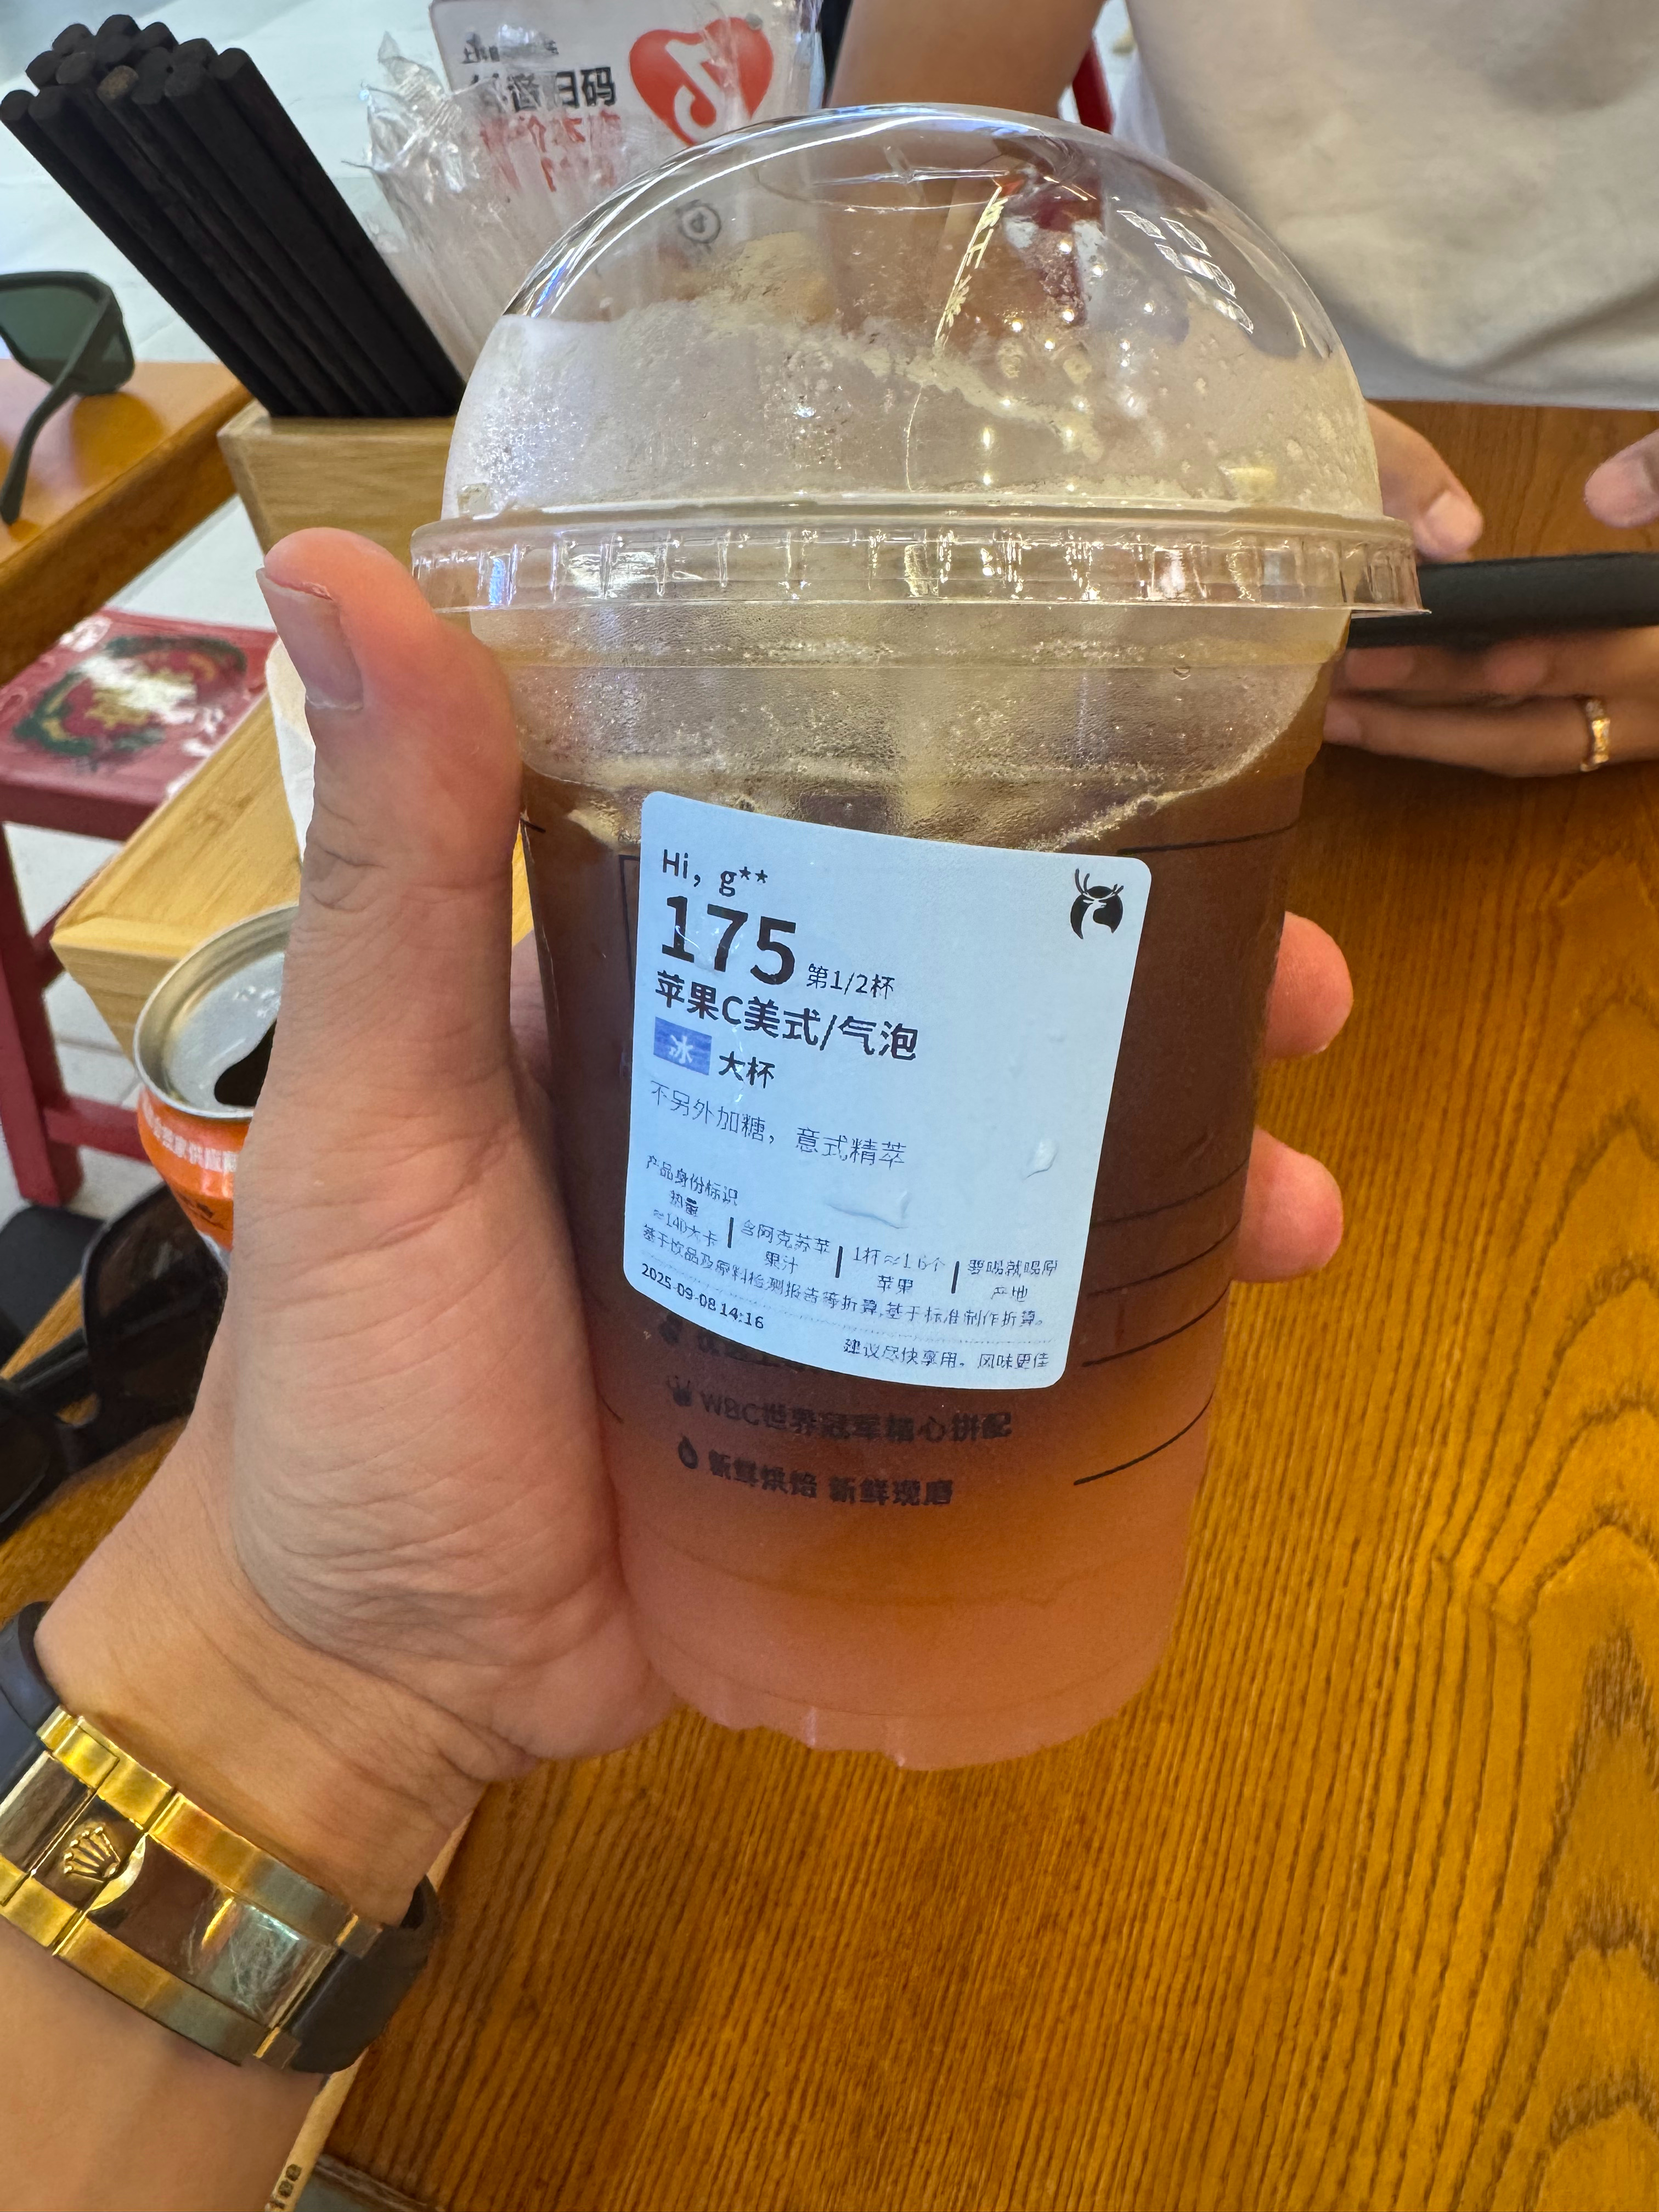 扫码
Hi，g**
175 第1/2杯
苹果C美式/气泡
冰 大杯
不另外加糖，意式精萃
产品身份标识
热量
≈140大卡
含阿克苏苹
果汁
1杯≈1.6个
苹果
要喝就喝原
产地
基于饮品及原料检测报告等折算,基于标准制作折算。
2025-09-08 14:16
建议尽快享用。风味更佳
WBC世界冠军精心拼配
新鲜烘焙 新鲜现磨